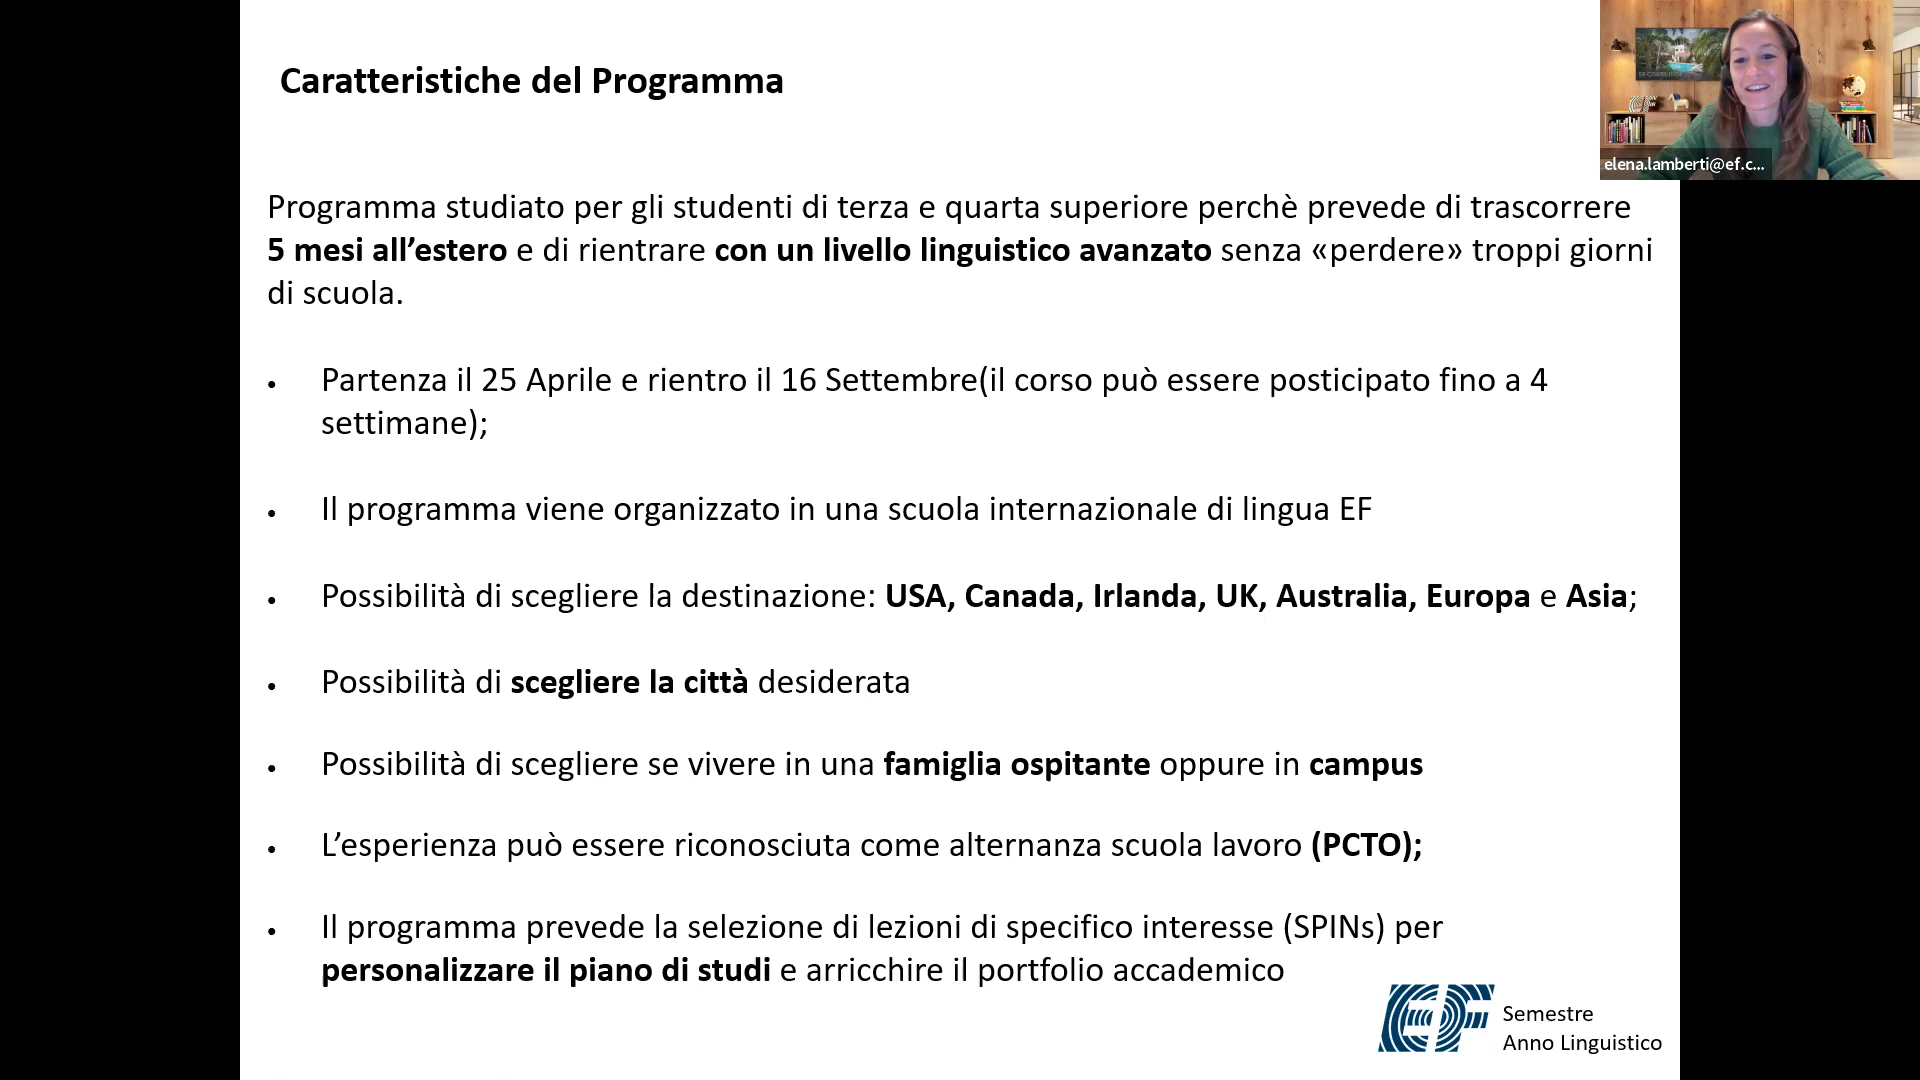 Caratteristiche del Programma
elena.lamberti@ef.c...
Programma studiato per gli studenti di terza e quarta superiore perchè prevede di trascorrere
5 mesi all’estero e di rientrare con un livello linguistico avanzato senza «perdere» troppi giorni
di scuola.
• Partenza il 25 Aprile e rientro il 16 Settembre(il corso può essere posticipato fino a 4
settimane);
• Il programma viene organizzato in una scuola internazionale di lingua EF
• Possibilità di scegliere la destinazione: USA, Canada, Irlanda, UK, Australia, Europa e Asia;
• Possibilità di scegliere la città desiderata
• Possibilità di scegliere se vivere in una famiglia ospitante oppure in campus
• L’esperienza può essere riconosciuta come alternanza scuola lavoro (PCTO);
• Il programma prevede la selezione di lezioni di specifico interesse (SPINs) per
personalizzare il piano di studi e arricchire il portfolio accademico
EF
Semestre
Anno Linguistico